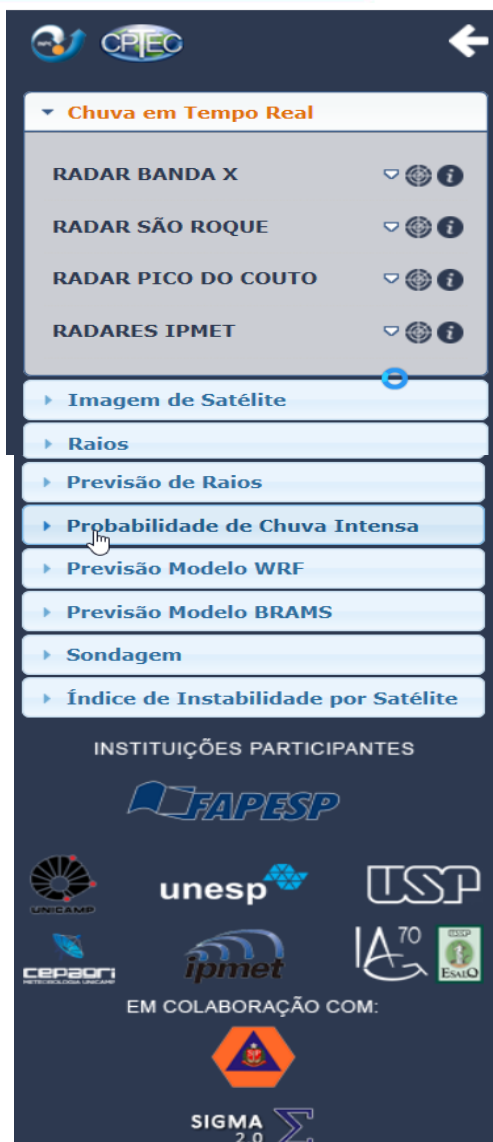 CPTEC
Chuva em Tempo Real
RADAR BANDA X
RADAR SÃO ROQUE
RADAR PICO DO COUTO
RADARES IPMET
Imagem de Satélite
Raios
Previsão de Raios
Probabilidade de Chuva Intensa
Previsão Modelo WRF
Previsão Modelo BRAMS
Sondagem
Índice de Instabilidade por Satélite
INSTITUIÇÕES PARTICIPANTES
FAPESP
UNICAMP
unesp
USP
cepagri
METEOROLOGIA UNICAMP
ipmet
IAG 70
ESALQ
EM COLABORAÇÃO COM:
SIGMA
2.0